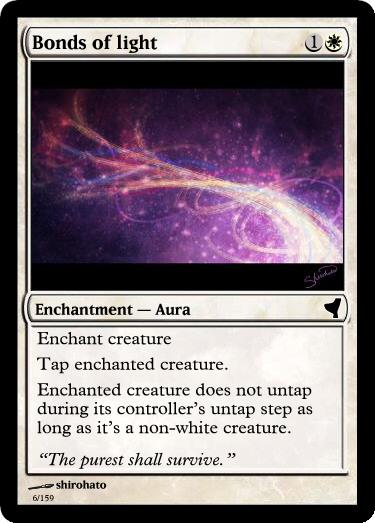 Bonds of light 1
Enchantment — Aura
Enchant creature
Tap enchanted creature.
Enchanted creature does not untap
during its controller's untap step as
long as it's a non-white creature.
“The purest shall survive.”
shirohato
6/159